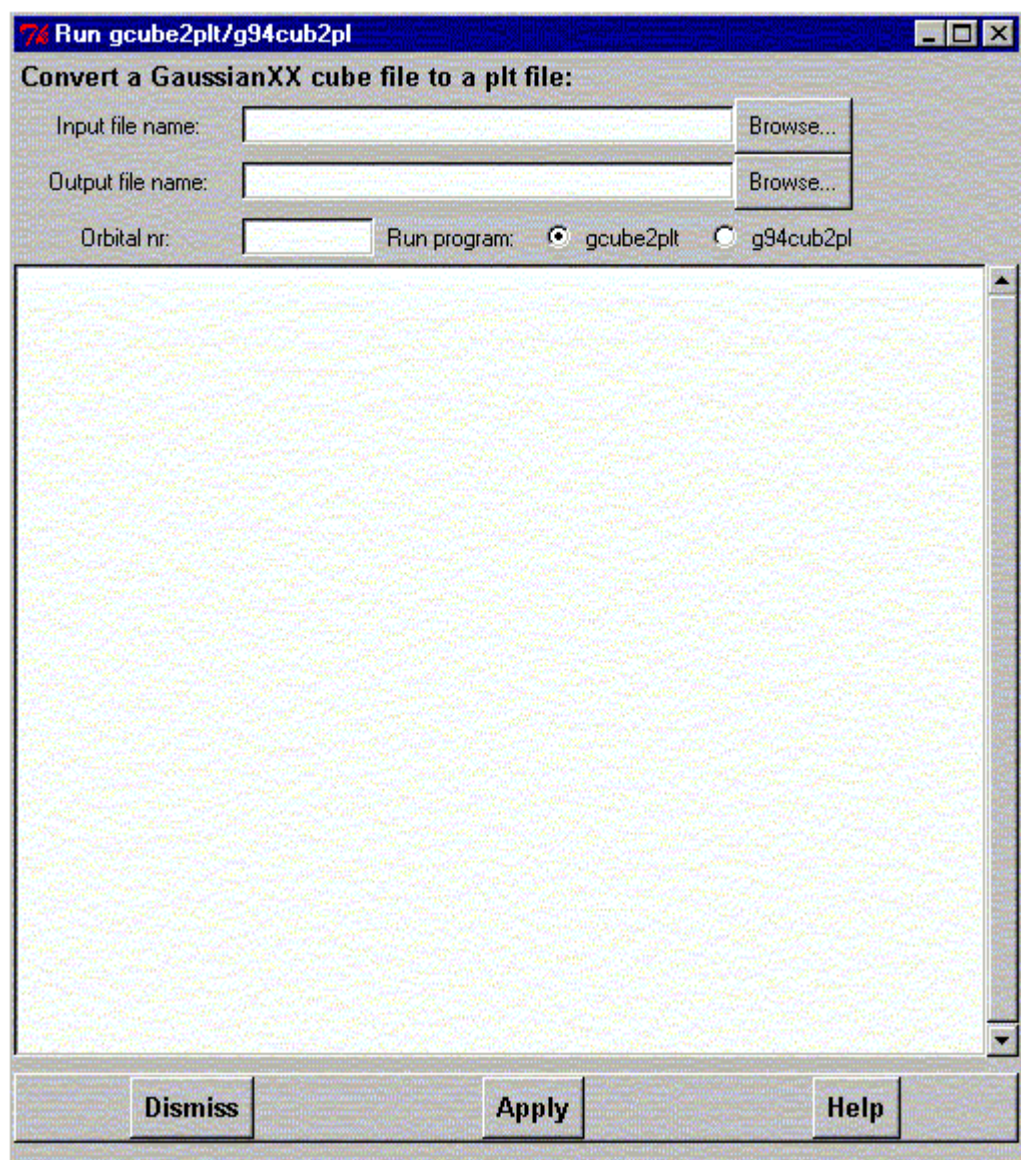 Run gcube2plt/g94cub2pl
Convert a GaussianXX cube file to a plt file:
Input file name: Browse...
Output file name: Browse...
Orbital nr: Run program: gcube2plt g94cub2pl
Dismiss Apply Help